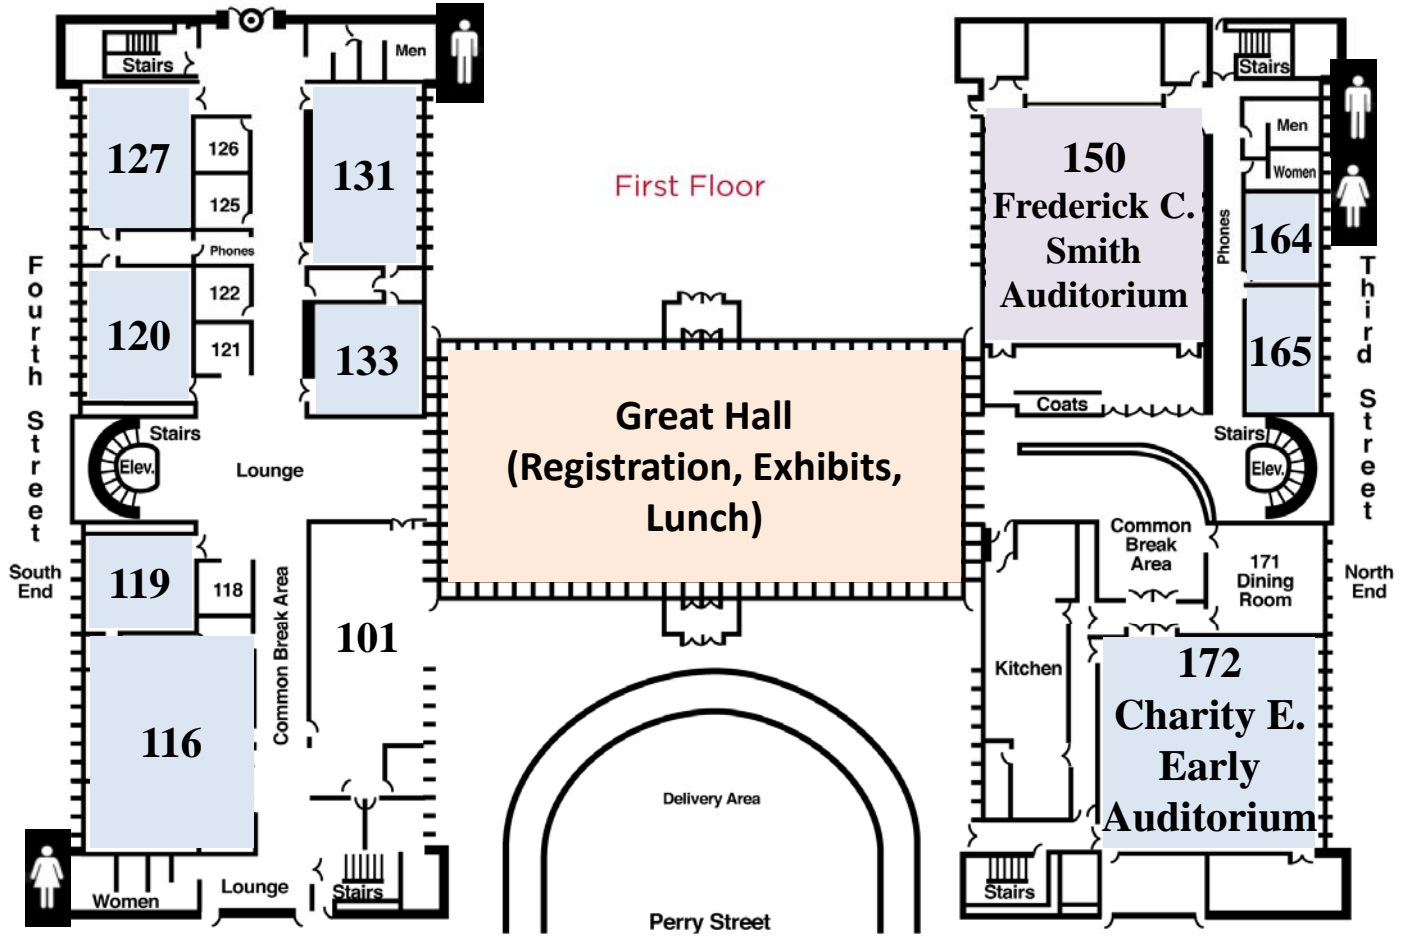 Stairs
Men
127
126
125
131
Phones
120
122
121
133
Fourth Street
Stairs
Elev.
Lounge
South
End
119
118
Common Break Area
101
116
Women
Lounge
Stairs
First Floor
Great Hall
(Registration, Exhibits,
Lunch)
Delivery Area
Perry Street
150
Frederick C.
Smith
Auditorium
Stairs
Men
Women
Phones
164
165
Third Street
Coats
Stairs
Elev.
Common
Break
Area
171
Dining
Room
North
End
Kitchen
172
Charity E.
Early
Auditorium
Stairs